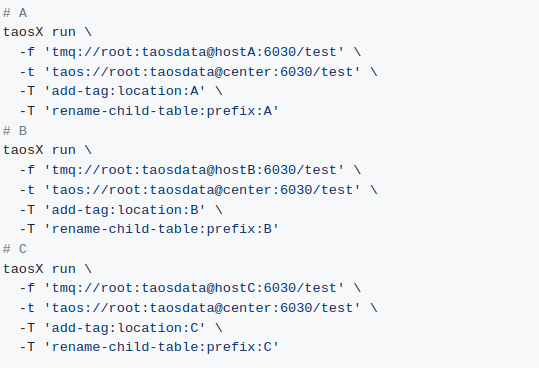 # A
taosX run \
  -f 'tmq://root:taosdata@hostA:6030/test' \
  -t 'taos://root:taosdata@center:6030/test' \
  -T 'add-tag:location:A' \
  -T 'rename-child-table:prefix:A'
# B
taosX run \
  -f 'tmq://root:taosdata@hostB:6030/test' \
  -t 'taos://root:taosdata@center:6030/test' \
  -T 'add-tag:location:B' \
  -T 'rename-child-table:prefix:B'
# C
taosX run \
  -f 'tmq://root:taosdata@hostC:6030/test' \
  -t 'taos://root:taosdata@center:6030/test' \
  -T 'add-tag:location:C' \
  -T 'rename-child-table:prefix:C'